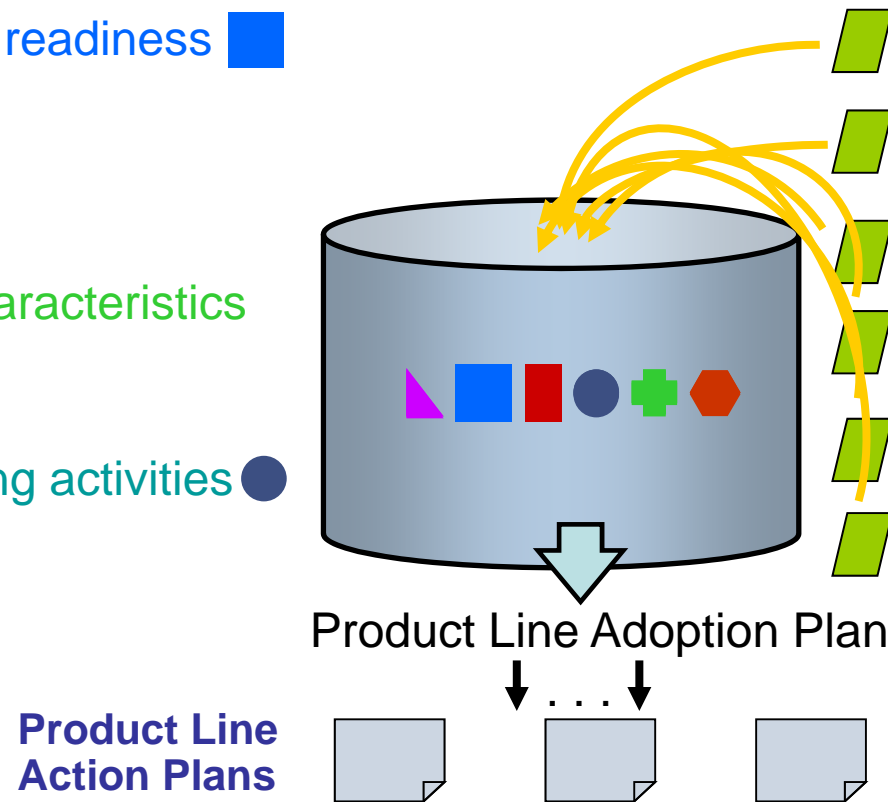 readiness
aracteristics
ng activities
Product Line Adoption Plan
. . .
Product Line
Action Plans